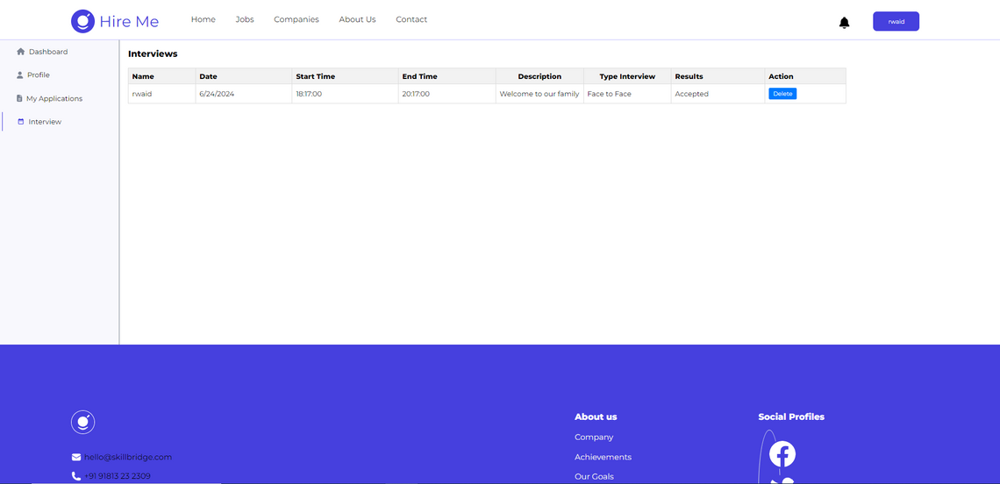 Hire Me Home Jobs Companies About Us Contact rwaid
Dashboard
Profile
My Applications
Interview
Interviews
Name Date Start Time End Time Description Type Interview Results Action
rwaid 6/24/2024 18:17:00 20:17:00 Welcome to our family Face to Face Accepted Delete
About us Social Profiles
Company
hello@skillbridge.com Achievements
+91 91813 23 2309 Our Goals